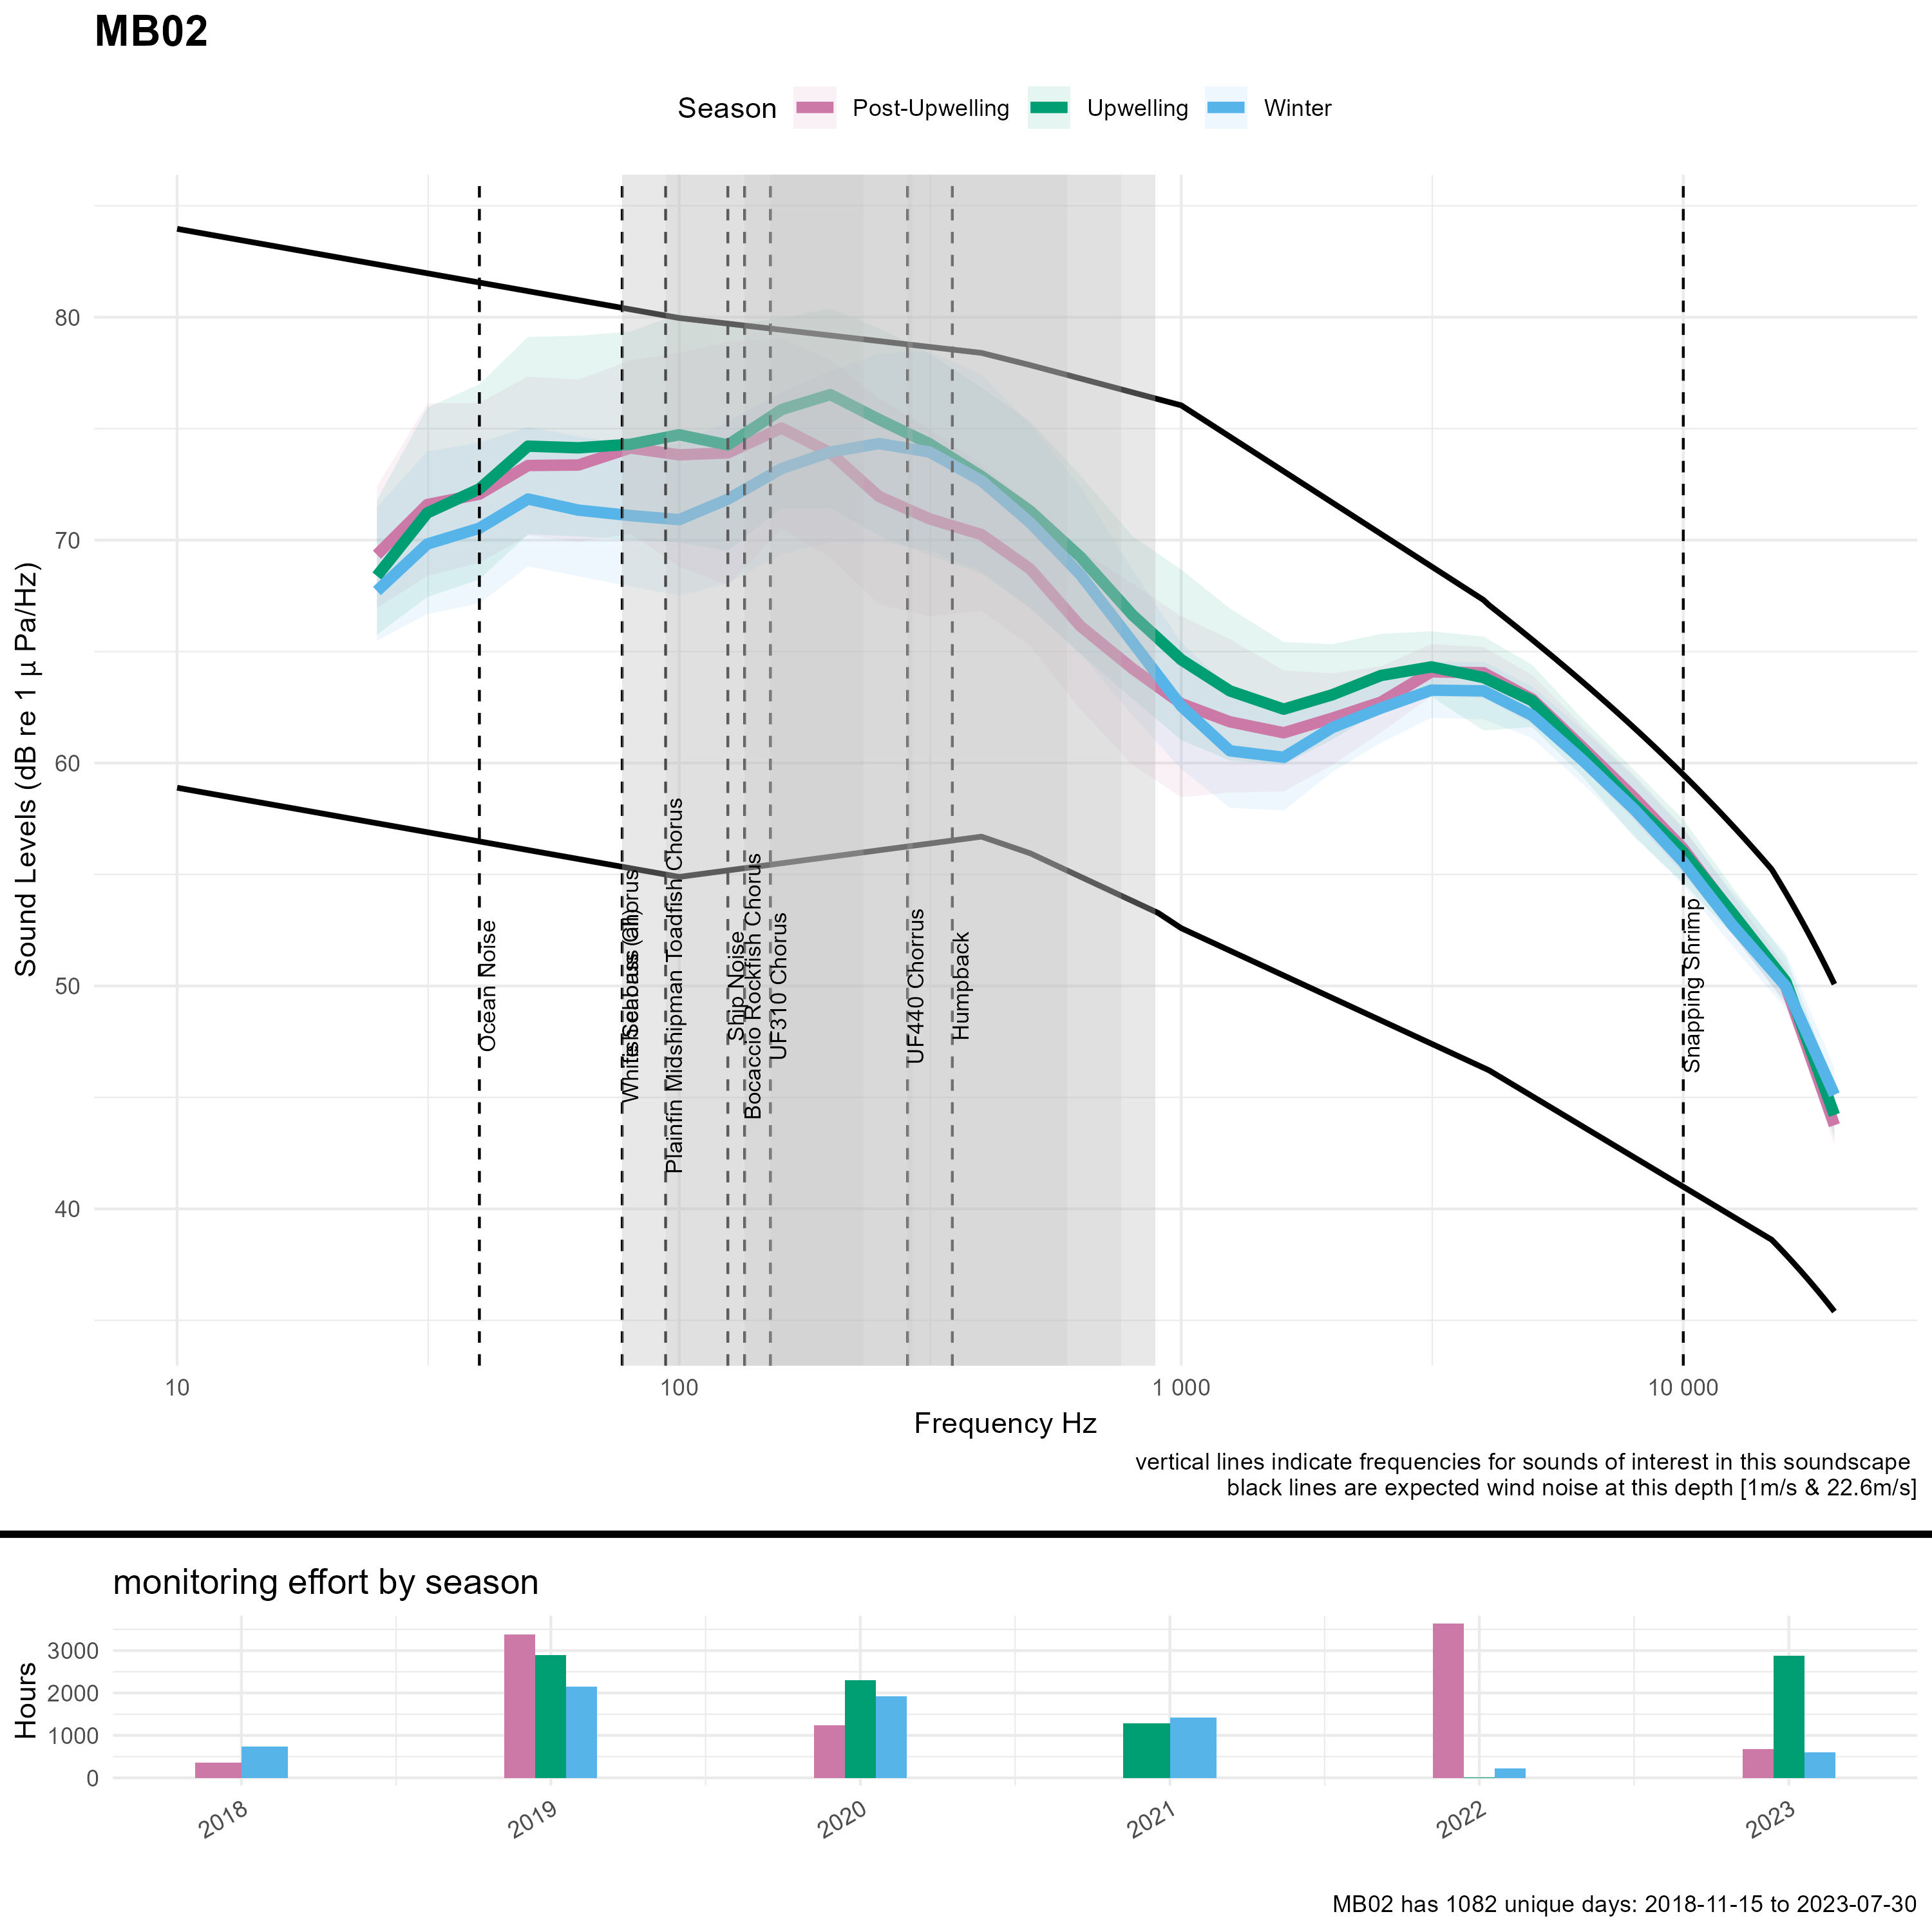 MB02
Season Post-Upwelling Upwelling Winter
Sound Levels (dB re 1 µ Pa/Hz)
80
70
60
50
40
Ocean Noise
Plainfin Midshipman Toadfish Chorus
Ship Noise
Bocaccio Rockfish Chorus
UF310 Chorus
UF440 Chorrus
Humpback
Snapping Shrimp
10 100 1 000 10 000
Frequency Hz
vertical lines indicate frequencies for sounds of interest in this soundscape
black lines are expected wind noise at this depth [1m/s & 22.6m/s]
monitoring effort by season
Hours
3000
2000
1000
0
2018 2019 2020 2021 2022 2023
MB02 has 1082 unique days: 2018-11-15 to 2023-07-30